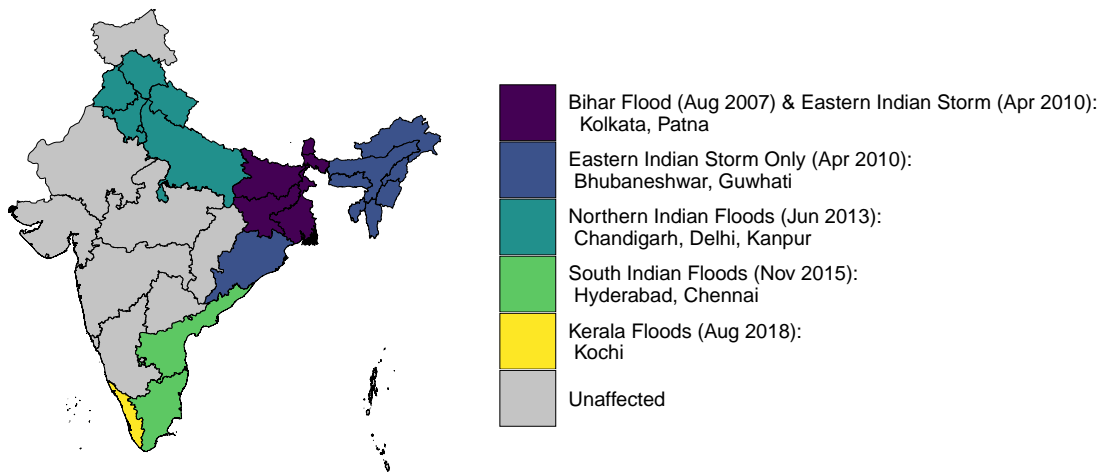 Bihar Flood (Aug 2007) & Eastern Indian Storm (Apr 2010):
Kolkata, Patna
Eastern Indian Storm Only (Apr 2010):
Bhubaneshwar, Guwhati
Northern Indian Floods (Jun 2013):
Chandigarh, Delhi, Kanpur
South Indian Floods (Nov 2015):
Hyderabad, Chennai
Kerala Floods (Aug 2018):
Kochi
Unaffected